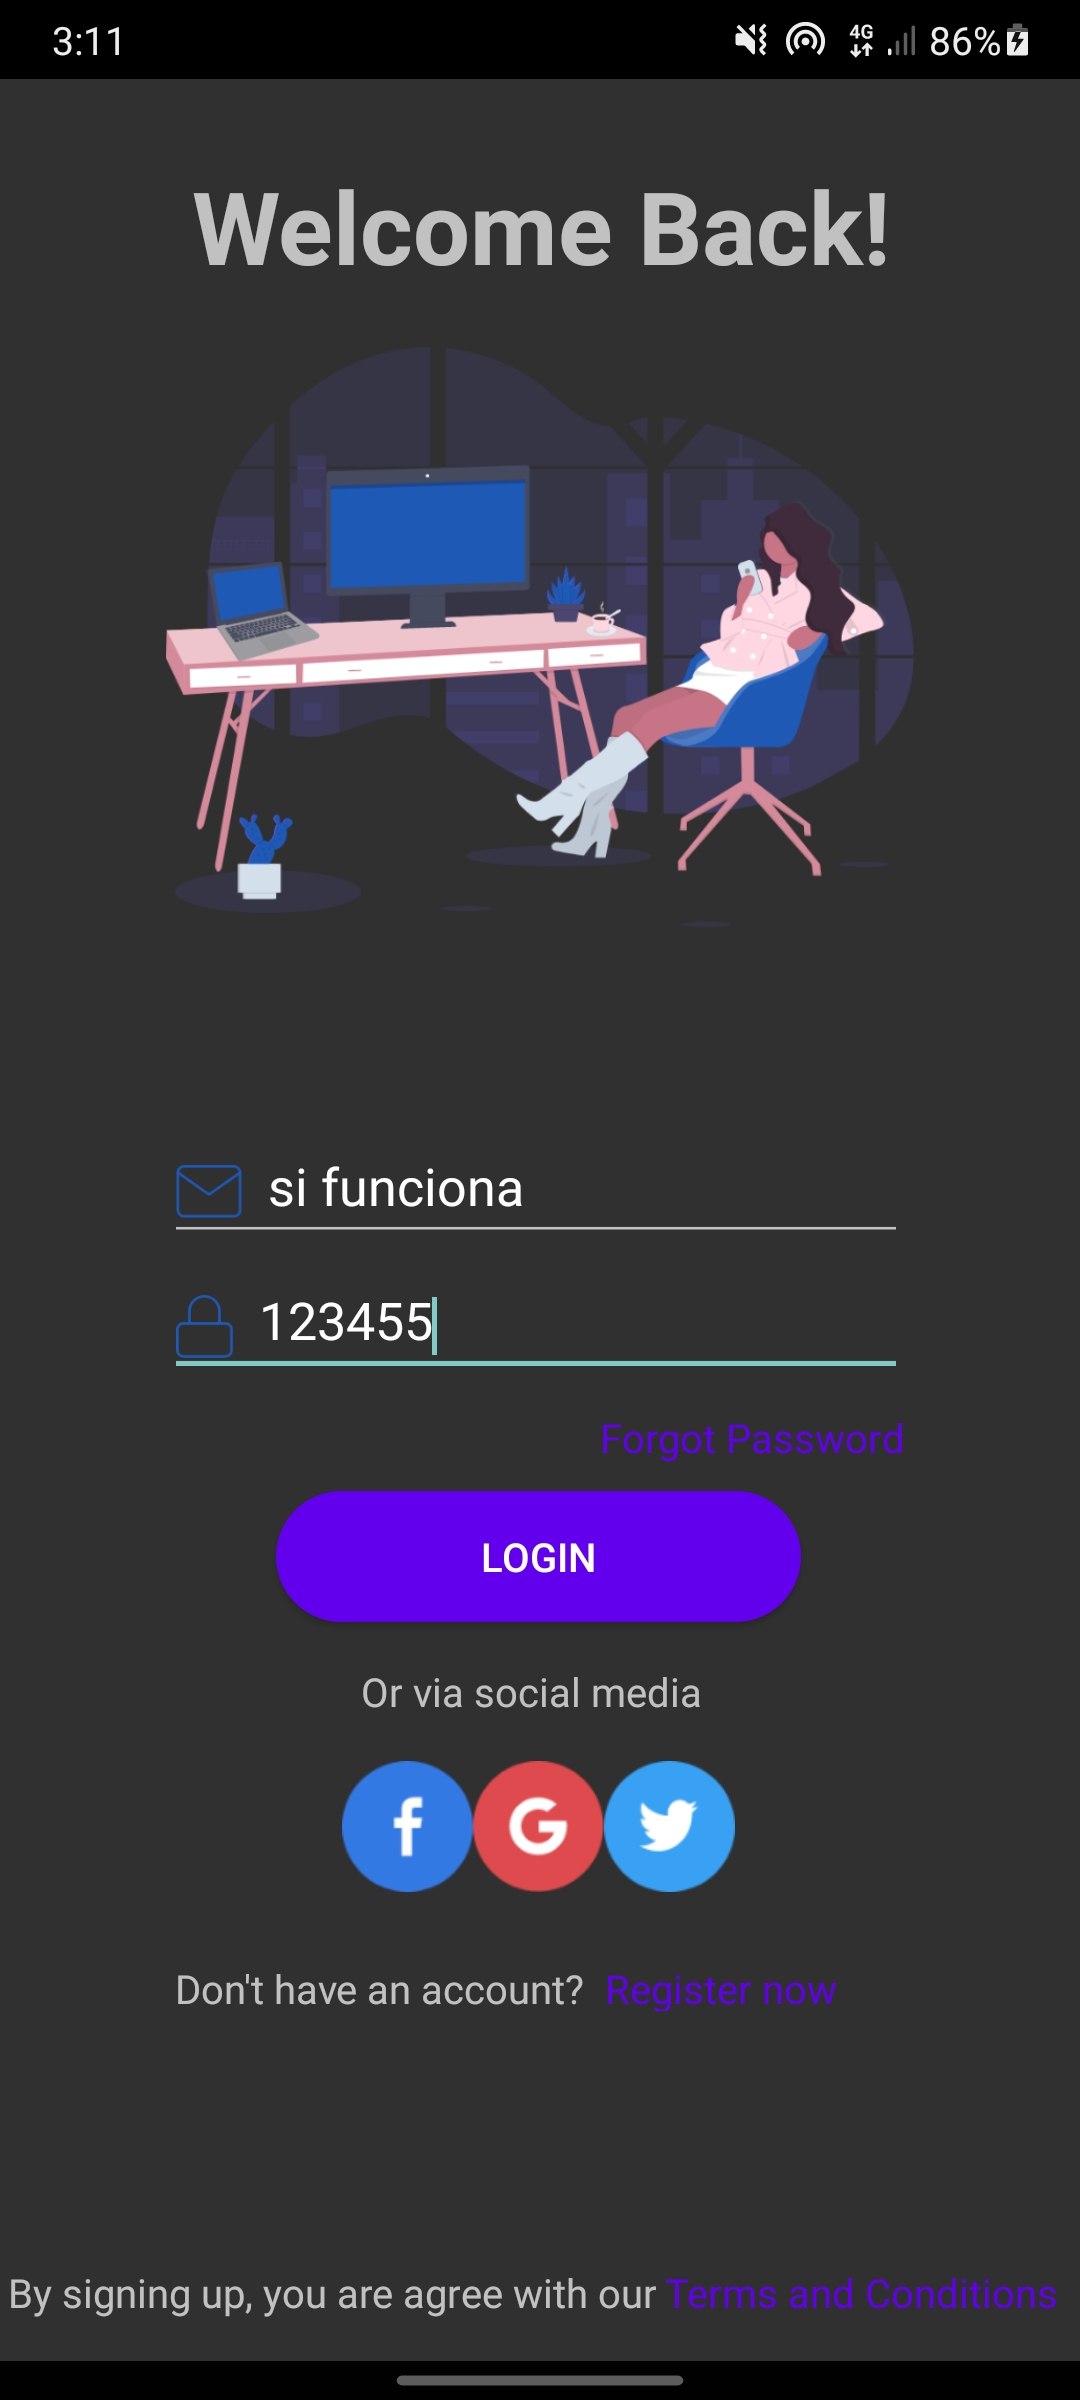 3:11
4G
86%
Welcome Back!
si funciona
123455
Forgot Password
LOGIN
Or via social media
Don't have an account? Register now
By signing up, you are agree with our Terms and Conditions